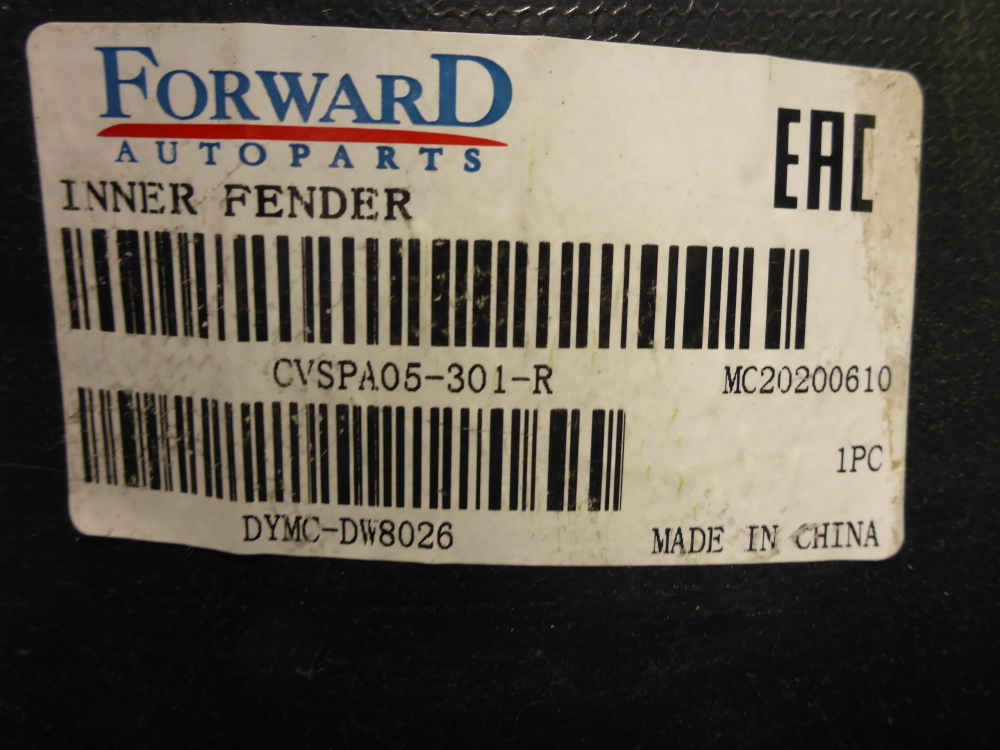 FORWARD
AUTOPARTS
EAC
INNER FENDER
CVSPA05-301-R
MC20200610
1PC
DYMC-DW8026
MADE IN CHINA